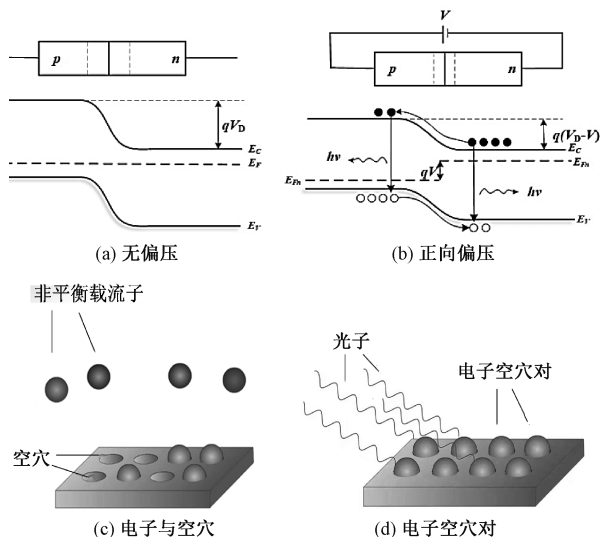 V
p
n
p
n
qV_D
E_C
E_F
E_V
q(V_D-V)
hν
E_C
qV
E_Fn
E_Fn
hν
E_V
(a) 无偏压
(b) 正向偏压
非平衡载流子
空穴
(c) 电子与空穴
光子
电子空穴对
(d) 电子空穴对